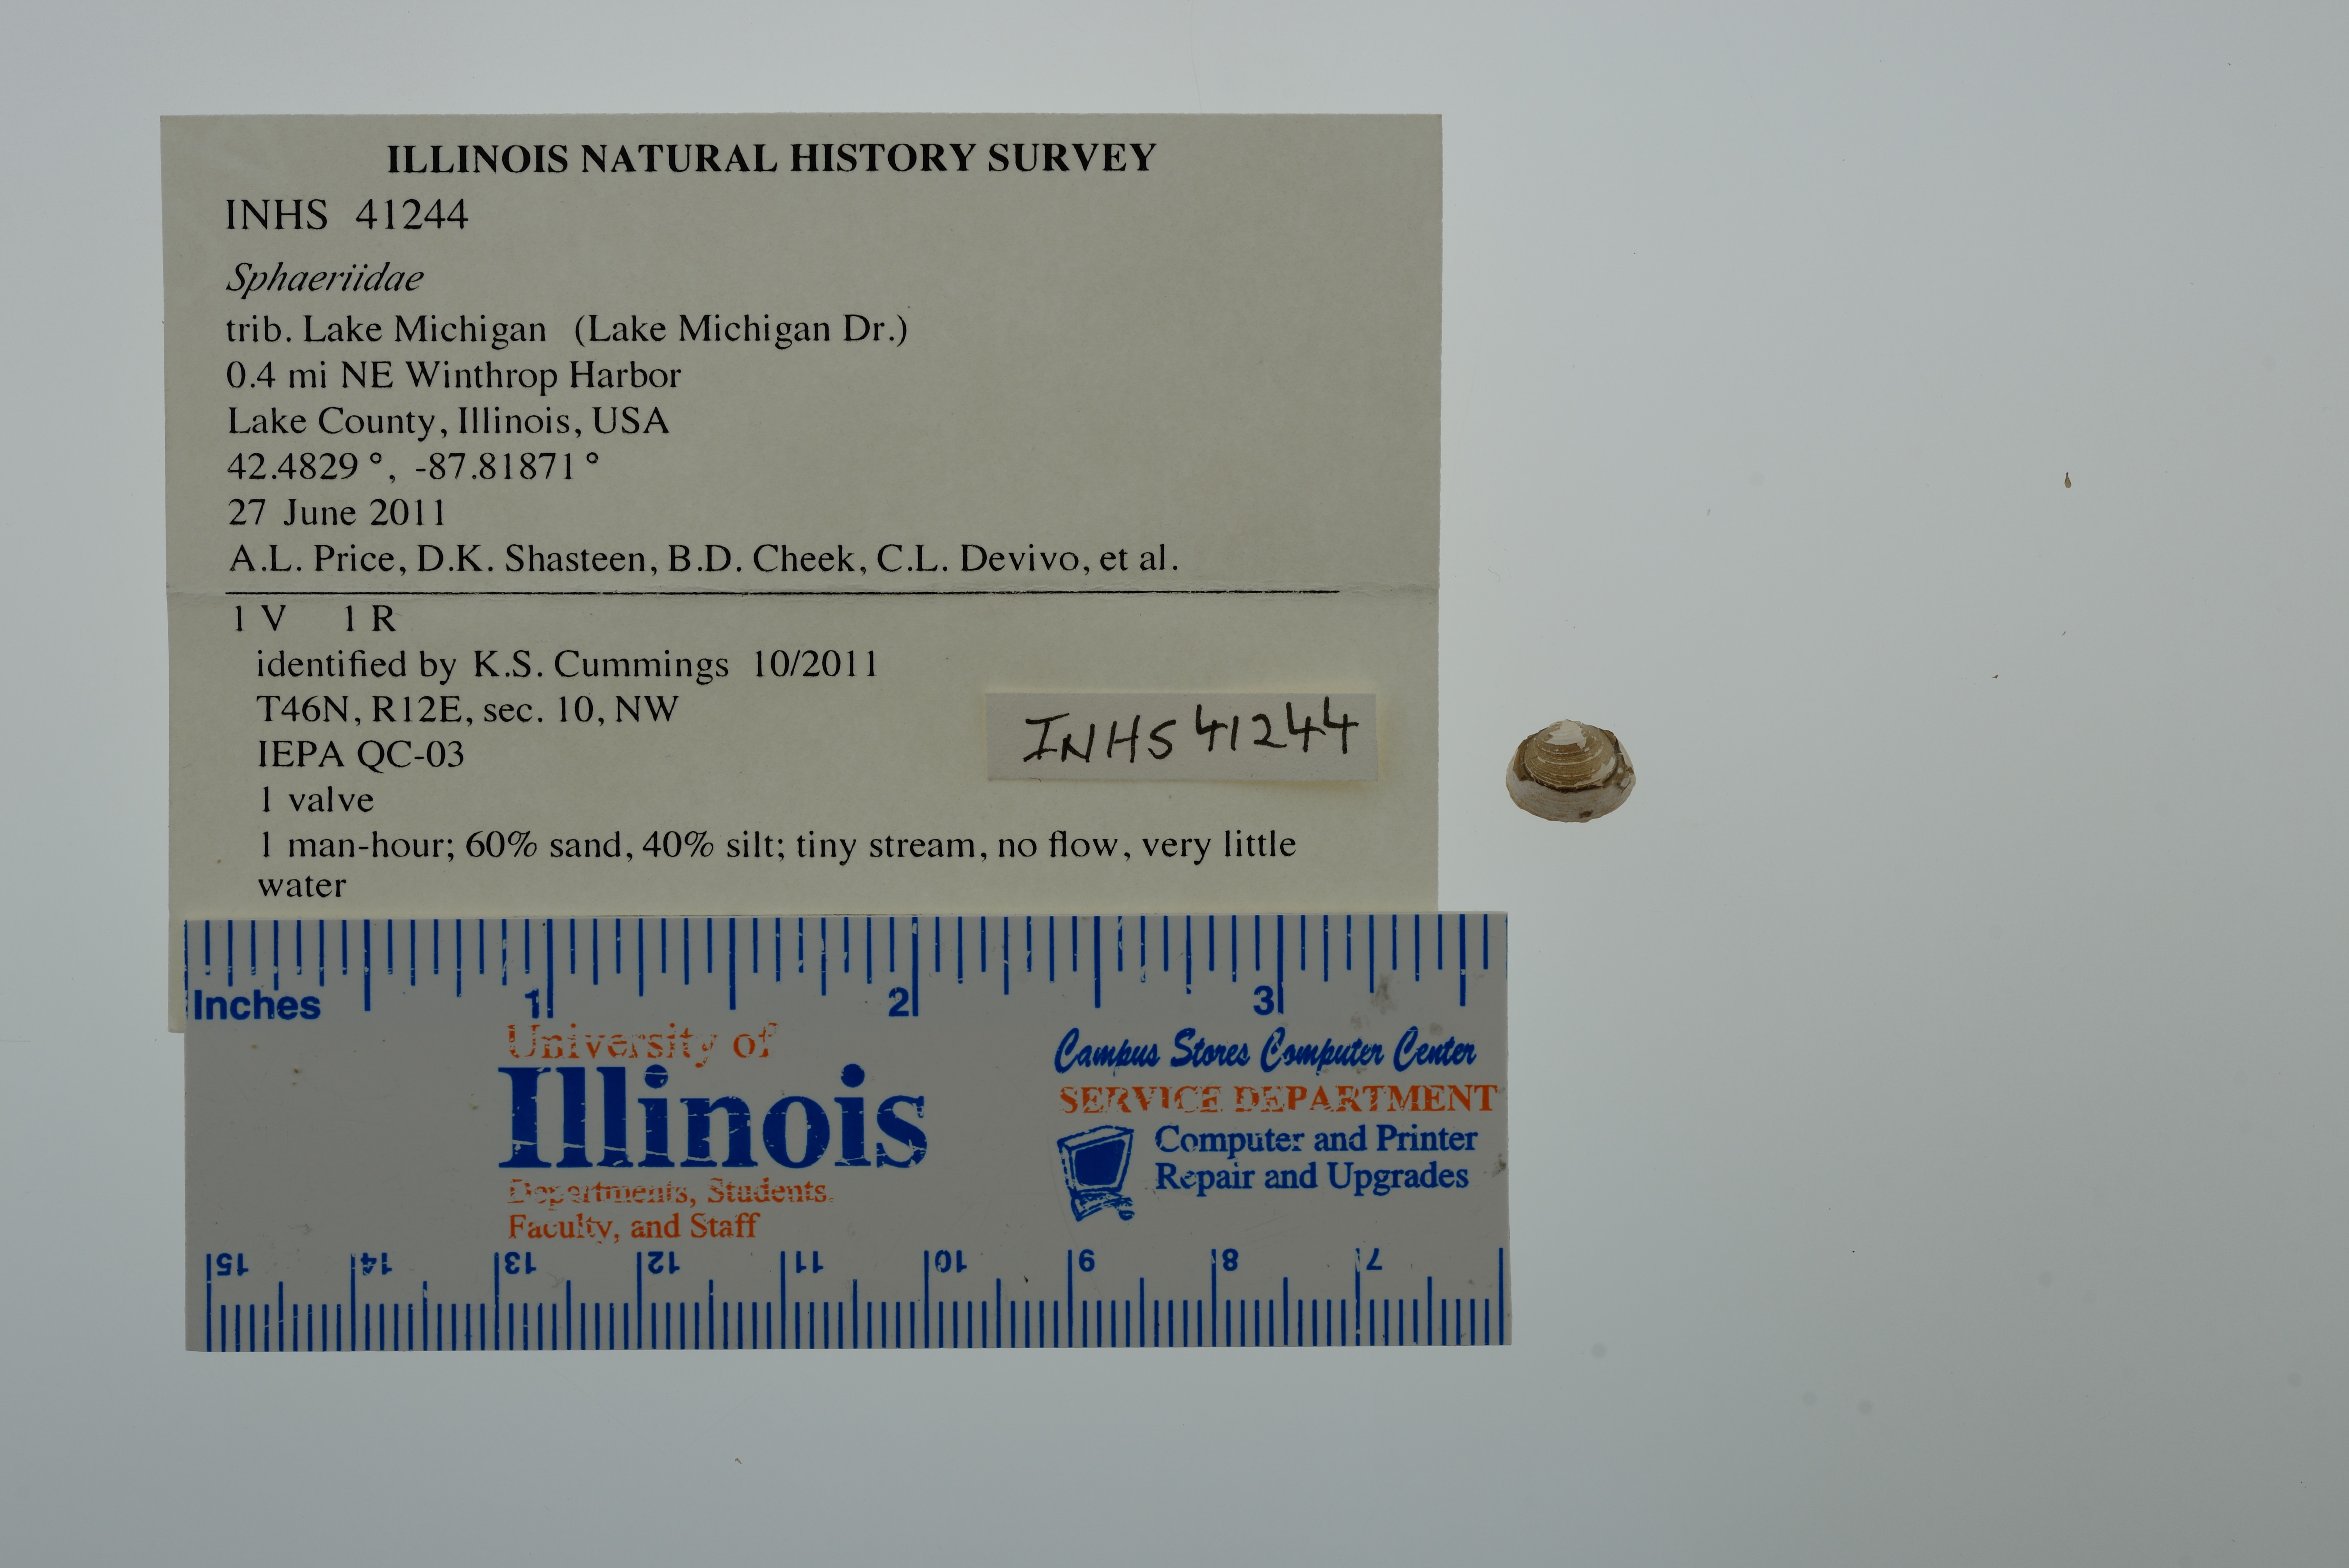 ILLINOIS NATURAL HISTORY SURVEY
INHS 41244
Sphaeriidae
trib. Lake Michigan (Lake Michigan Dr.)
0.4 mi NE Winthrop Harbor
Lake County, Illinois, USA
42.4829 °, -87.81871 °
27 June 2011
A.L. Price, D.K. Shasteen, B.D. Cheek, C.L. Devivo, et al.
1 V 1 R
identified by K.S. Cummings 10/2011
T46N, R12E, sec. 10, NW
IEPA QC-03
1 valve
1 man-hour; 60% sand, 40% silt; tiny stream, no flow, very little
water
INHS 41244
Inches 1 2 3
University of
Illinois
Departments, Students,
Faculty, and Staff
Campus Stores Computer Center
SERVICE DEPARTMENT
Computer and Printer
Repair and Upgrades
15 14 13 12 11 10 9 8 7